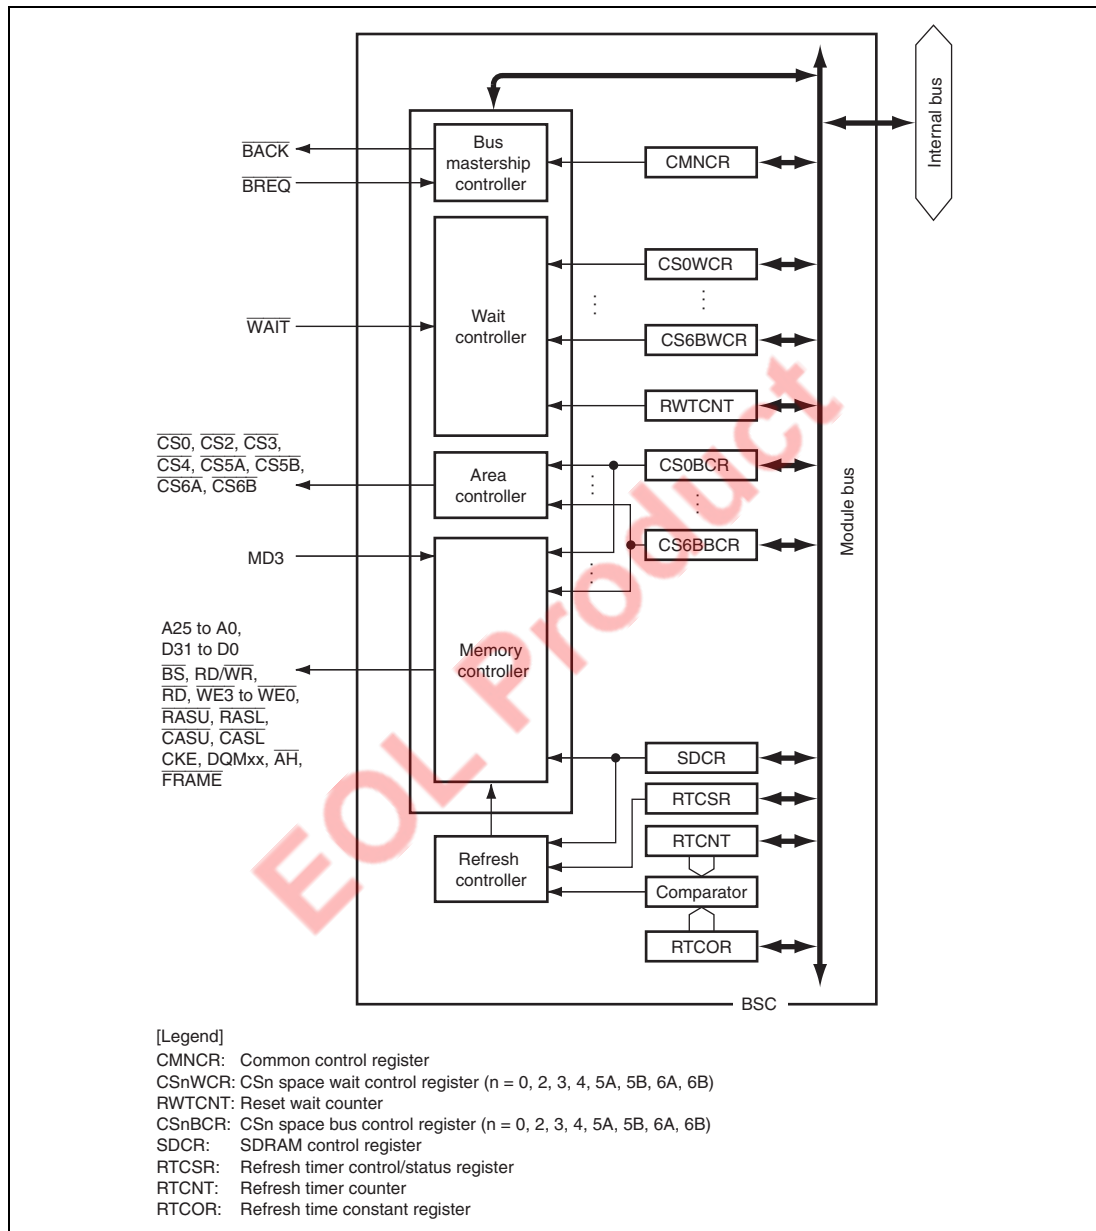 Internal bus
Module bus
BACK
BREQ
WAIT
CS0, CS2, CS3,
CS4, CS5A, CS5B,
CS6A, CS6B
MD3
A25 to A0,
D31 to D0
BS, RD/WR,
RD, WE3 to WE0,
RASU, RASL,
CASU, CASL
CKE, DQMxx, AH,
FRAME
Bus
mastership
controller
Wait
controller
Area
controller
Memory
controller
Refresh
controller
CMNCR
CS0WCR
CS6BWCR
RWTCNT
CS0BCR
CS6BBCR
SDCR
RTCSR
RTCNT
Comparator
RTCOR
BSC
EOL Product
[Legend]
CMNCR: Common control register
CSnWCR: CSn space wait control register (n = 0, 2, 3, 4, 5A, 5B, 6A, 6B)
RWTCNT: Reset wait counter
CSnBCR: CSn space bus control register (n = 0, 2, 3, 4, 5A, 5B, 6A, 6B)
SDCR: SDRAM control register
RTCSR: Refresh timer control/status register
RTCNT: Refresh timer counter
RTCOR: Refresh time constant register